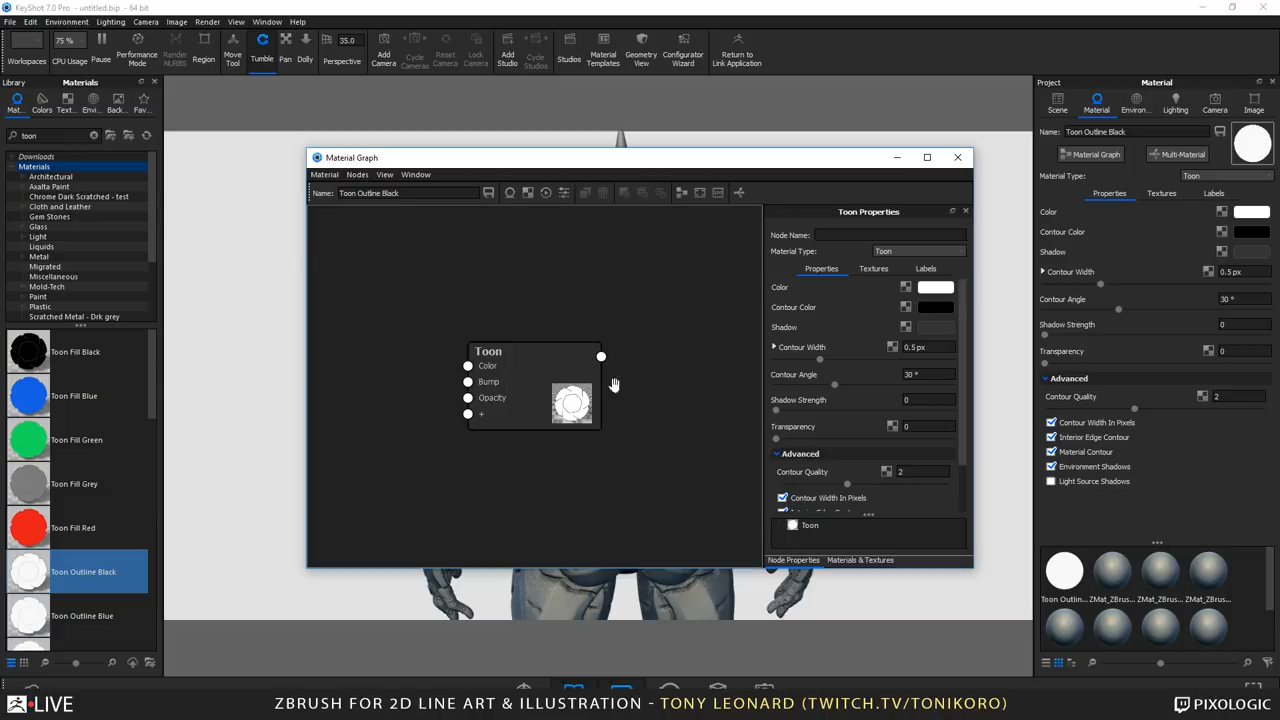 KeyShot 7.0 Pro - untitled.bip - 64 bit
File Edit Environment Lighting Camera Image Render View Window Help
75 % 35.0
Workspaces CPU Usage Pause Performance Mode Render NURBS Region Move Tool Tumble Pan Dolly Perspective Add Camera Cycle Cameras Reset Camera Lock Camera Add Studio Cycle Studios Studios Material Templates Geometry View Configurator Wizard Return to Link Application
Library Materials
Mat... Colors Text... Envi... Back... Fav...
toon
Downloads
Materials
Architectural
Axalta Paint
Chrome Dark Scratched - test
Cloth and Leather
Gem Stones
Glass
Light
Liquids
Metal
Migrated
Miscellaneous
Mold-Tech
Paint
Plastic
Scratched Metal - Drk grey
Toon Fill Black
Toon Fill Blue
Toon Fill Green
Toon Fill Grey
Toon Fill Red
Toon Outline Black
Toon Outline Blue
Material Graph
Material Nodes View Window
Name: Toon Outline Black
Toon
Color
Bump
Opacity
+
Toon Properties
Node Name:
Material Type: Toon
Properties Textures Labels
Color
Contour Color
Shadow
Contour Width 0.5 px
Contour Angle 30 °
Shadow Strength 0
Transparency 0
Advanced
Contour Quality 2
Contour Width In Pixels
Toon
Node Properties Materials & Textures
Project Material
Scene Material Environ... Lighting Camera Image
Name: Toon Outline Black
Material Graph Multi-Material
Material Type: Toon
Properties Textures Labels
Color
Contour Color
Shadow
Contour Width 0.5 px
Contour Angle 30 °
Shadow Strength 0
Transparency 0
Advanced
Contour Quality 2
Contour Width In Pixels
Interior Edge Contour
Material Contour
Environment Shadows
Light Source Shadows
Toon Outlin... ZMat_ZBrus... ZMat_ZBrus... ZMat_ZBrus...
LIVE ZBRUSH FOR 2D LINE ART & ILLUSTRATION - TONY LEONARD (TWITCH.TV/TONIKORO) PIXOLOGIC